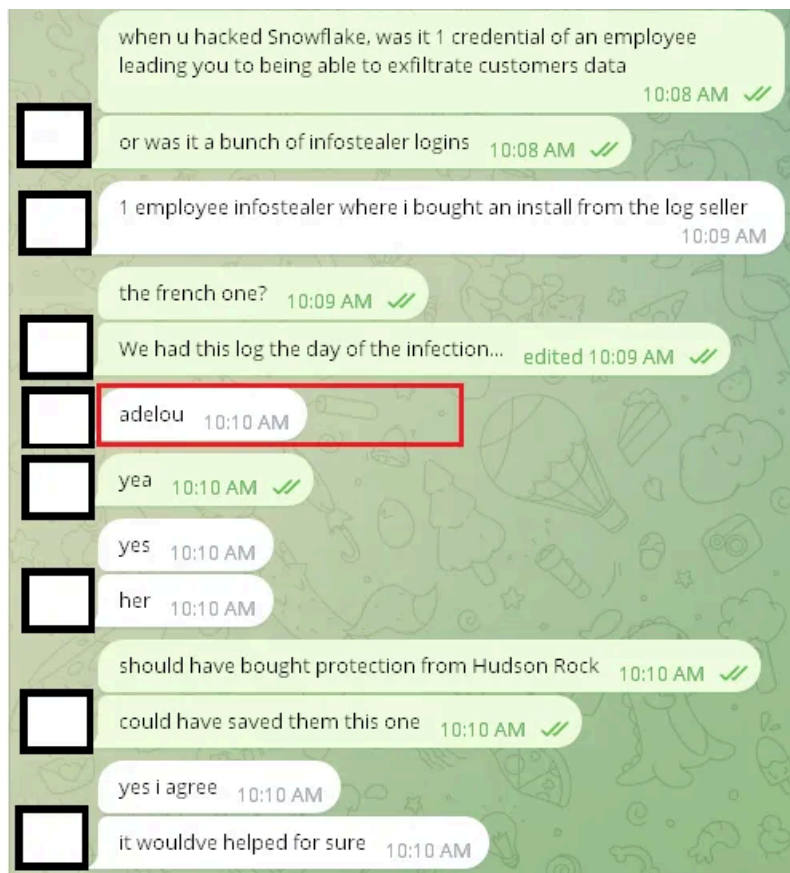 when u hacked Snowflake, was it 1 credential of an employee
leading you to being able to exfiltrate customers data
10:08 AM
or was it a bunch of infostealer logins 10:08 AM
1 employee infostealer where i bought an install from the log seller
10:09 AM
the french one? 10:09 AM
We had this log the day of the infection... edited 10:09 AM
adelou 10:10 AM
yea 10:10 AM
yes 10:10 AM
her 10:10 AM
should have bought protection from Hudson Rock 10:10 AM
could have saved them this one 10:10 AM
yes i agree 10:10 AM
it wouldve helped for sure 10:10 AM